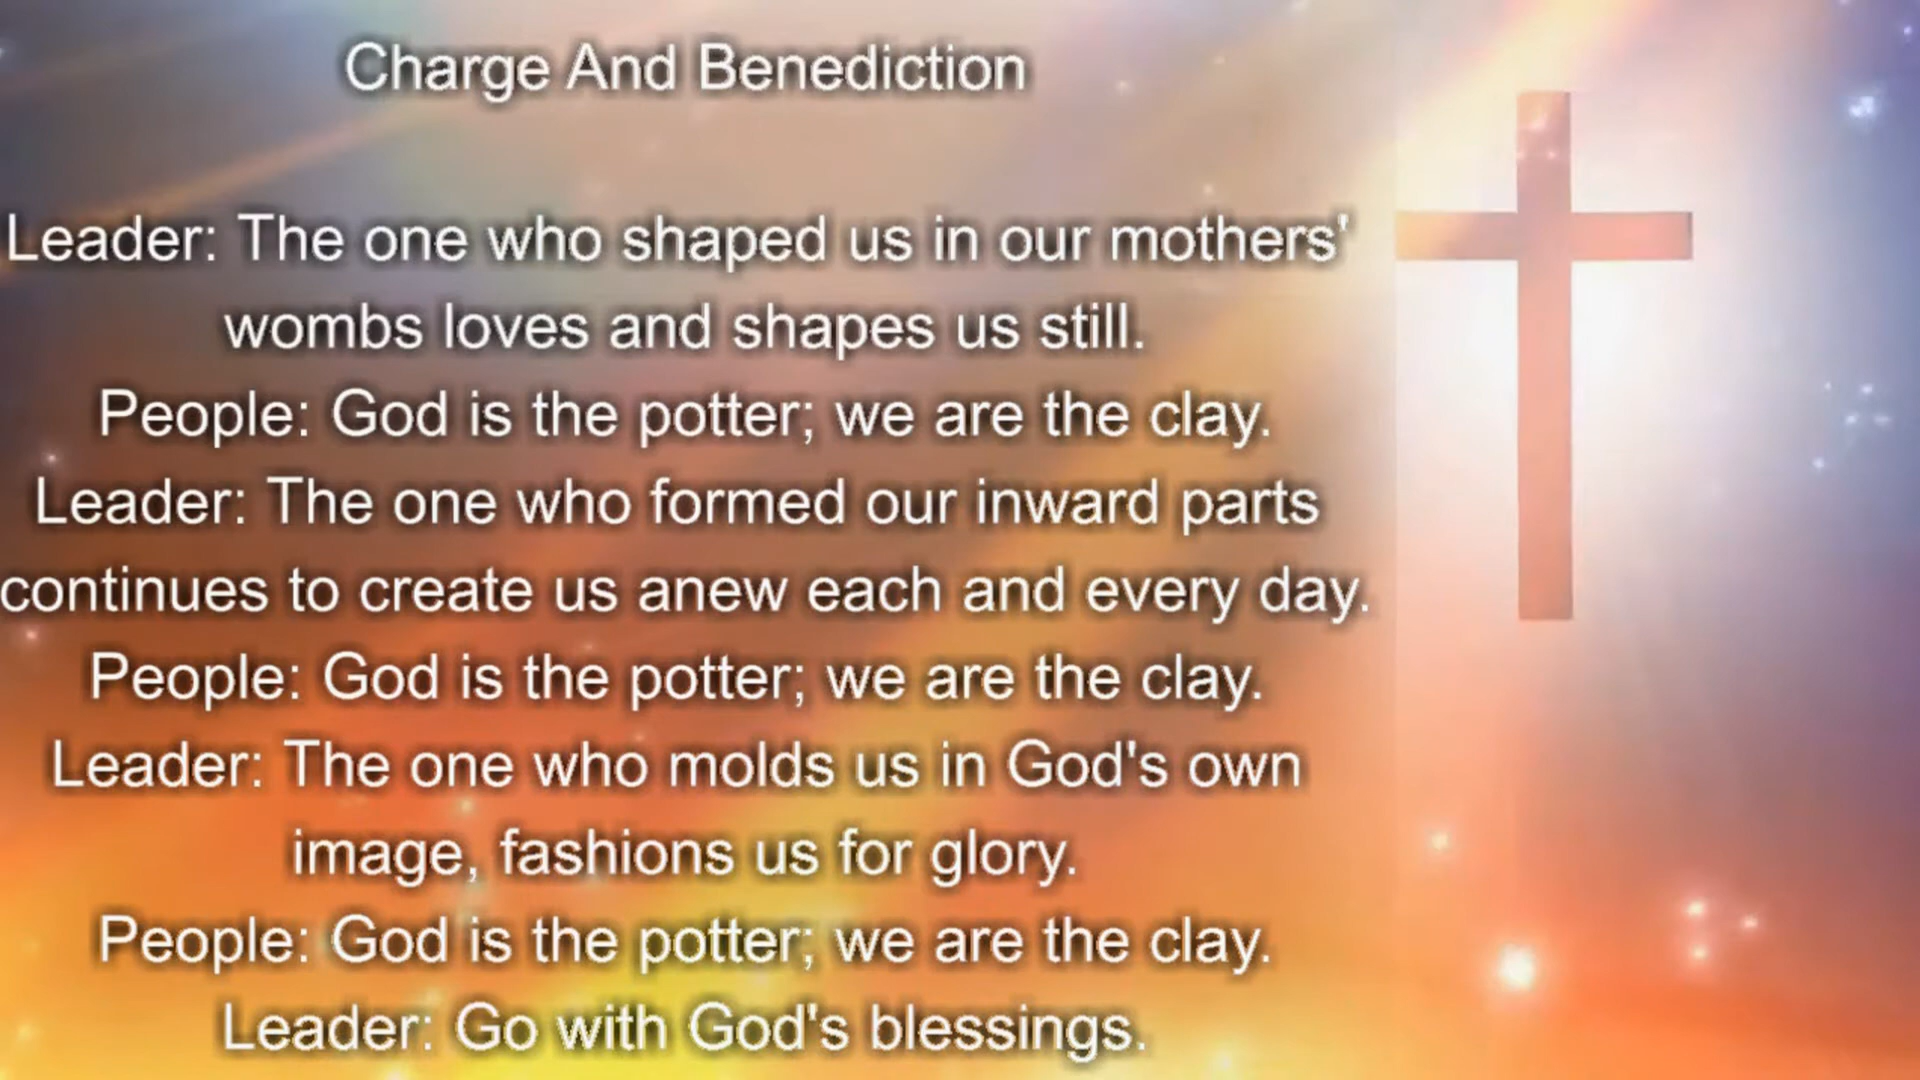 Charge And Benediction
Leader: The one who shaped us in our mothers'
wombs loves and shapes us still.
People: God is the potter; we are the clay.
Leader: The one who formed our inward parts
continues to create us anew each and every day.
People: God is the potter; we are the clay.
Leader: The one who molds us in God's own
image, fashions us for glory.
People: God is the potter; we are the clay.
Leader: Go with God's blessings.